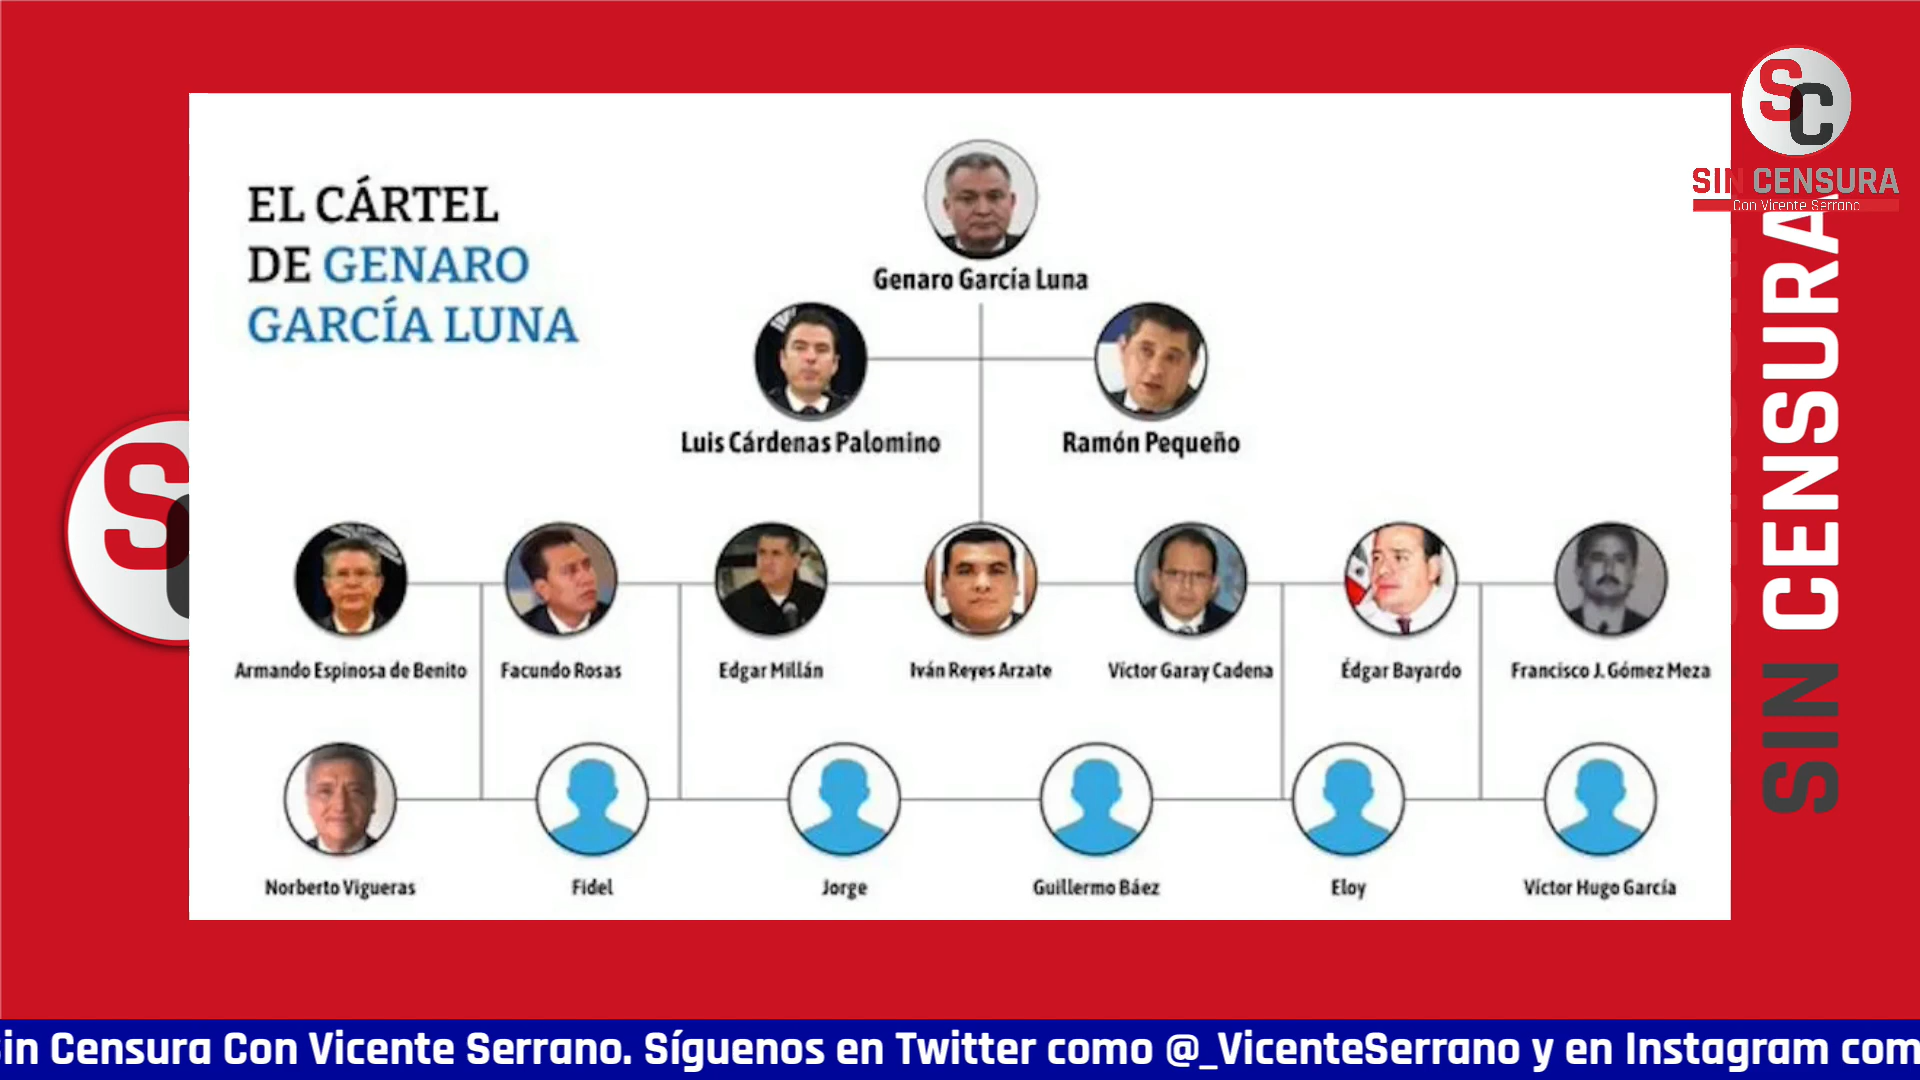 EL CÁRTEL
DE GENARO
GARCÍA LUNA
Genaro García Luna
Luis Cárdenas Palomino
Ramón Pequeño
Armando Espinosa de Benito
Facundo Rosas
Edgar Millán
Iván Reyes Arzate
Víctor Garay Cadena
Édgar Bayardo
Francisco J. Gómez Meza
Norberto Vigueras
Fidel
Jorge
Guillermo Báez
Eloy
Víctor Hugo García
SC
SIN CENSURA
Con Vicente Serrano
SIN CENSURA
S
in Censura Con Vicente Serrano. Síguenos en Twitter como @_VicenteSerrano y en Instagram com